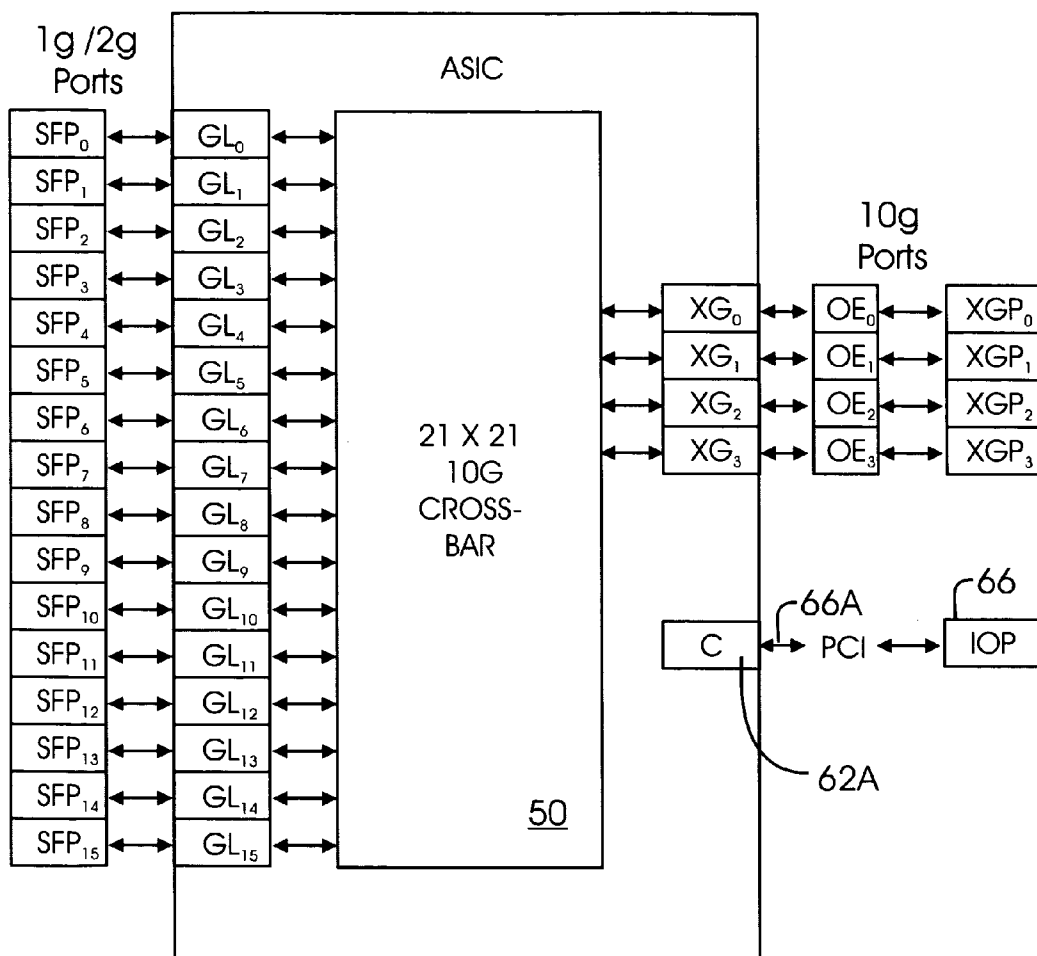 1g /2g
Ports
ASIC
SFP₀ GL₀
SFP₁ GL₁
SFP₂ GL₂
SFP₃ GL₃
SFP₄ GL₄
SFP₅ GL₅
SFP₆ GL₆
SFP₇ GL₇
SFP₈ GL₈
SFP₉ GL₉
SFP₁₀ GL₁₀
SFP₁₁ GL₁₁
SFP₁₂ GL₁₂
SFP₁₃ GL₁₃
SFP₁₄ GL₁₄
SFP₁₅ GL₁₅
21 X 21
10G
CROSS-
BAR
50
10g
Ports
XG₀ OE₀ XGP₀
XG₁ OE₁ XGP₁
XG₂ OE₂ XGP₂
XG₃ OE₃ XGP₃
66A
66
C PCI IOP
62A